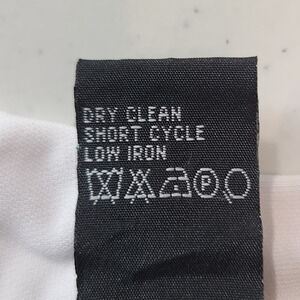 DRY CLEAN
SHORT CYCLE
LOW IRON
P